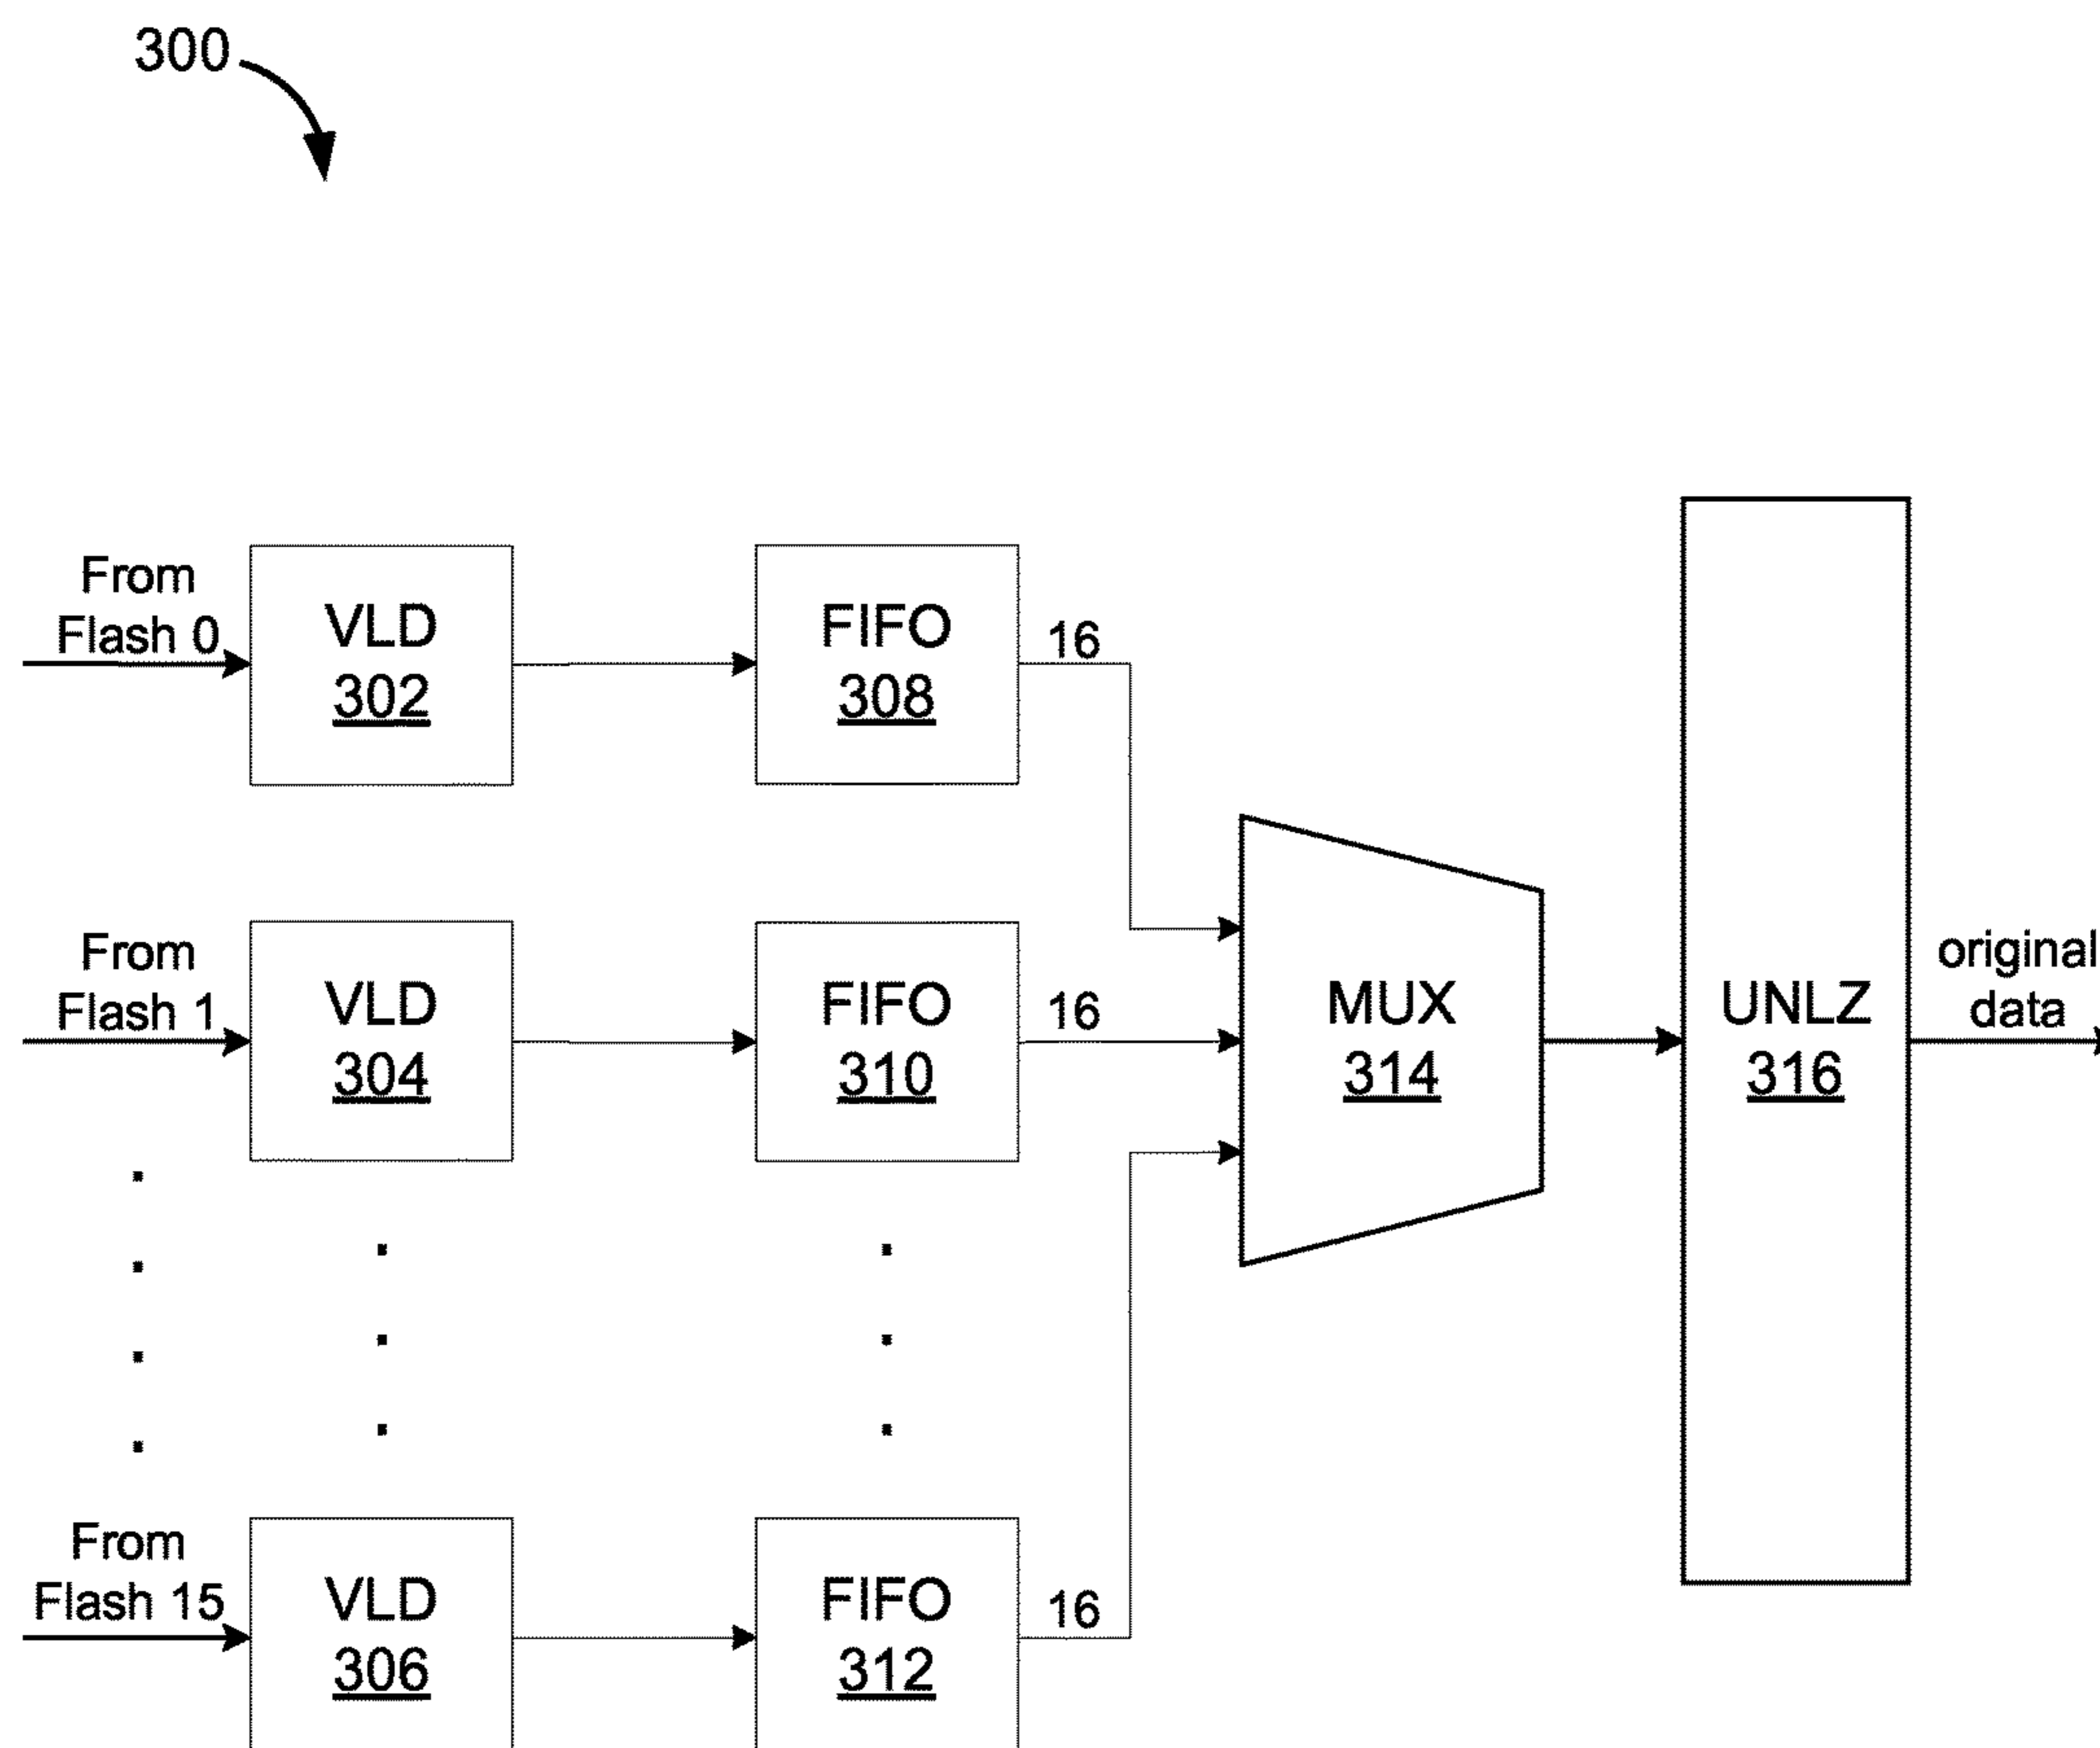 300
From
Flash 0
VLD
302
FIFO
308
16
From
Flash 1
VLD
304
FIFO
310
16
MUX
314
UNLZ
316
original
data
From
Flash 15
VLD
306
FIFO
312
16